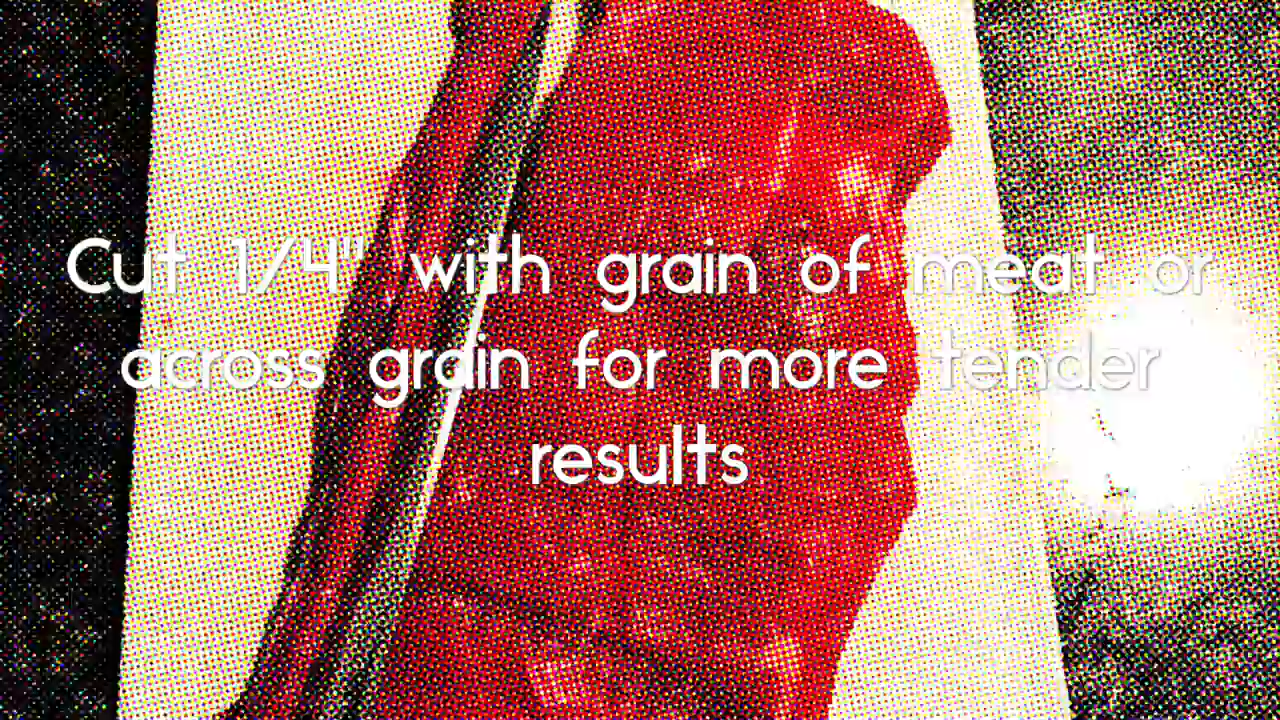 Cut 1/4" with grain of meat or
across grain for more tender
results